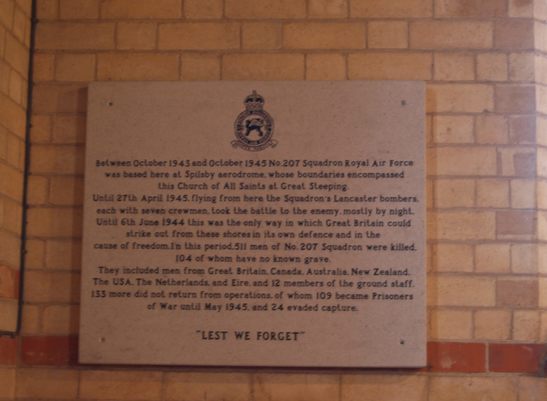 Between October 1943 and October 1945 No.207 Squadron Royal Air Force
was based here at Spilsby aerodrome, whose boundaries encompassed
this Church of All Saints at Great Steeping.
Until 27th April 1945, flying from here the Squadron's Lancaster bombers,
each with seven crewmen, took the battle to the enemy, mostly by night.
Until 6th June 1944 this was the only way in which Great Britain could
strike out from these shores in its own defence and in the
cause of freedom. In this period, 511 men of No. 207 Squadron were killed,
104 of whom have no known grave.
They included men from Great Britain, Canada, Australia, New Zealand,
The USA, The Netherlands, and Eire, and 12 members of the ground staff.
133 more did not return from operations, of whom 109 became Prisoners
of War until May 1945, and 24 evaded capture.
"LEST WE FORGET"